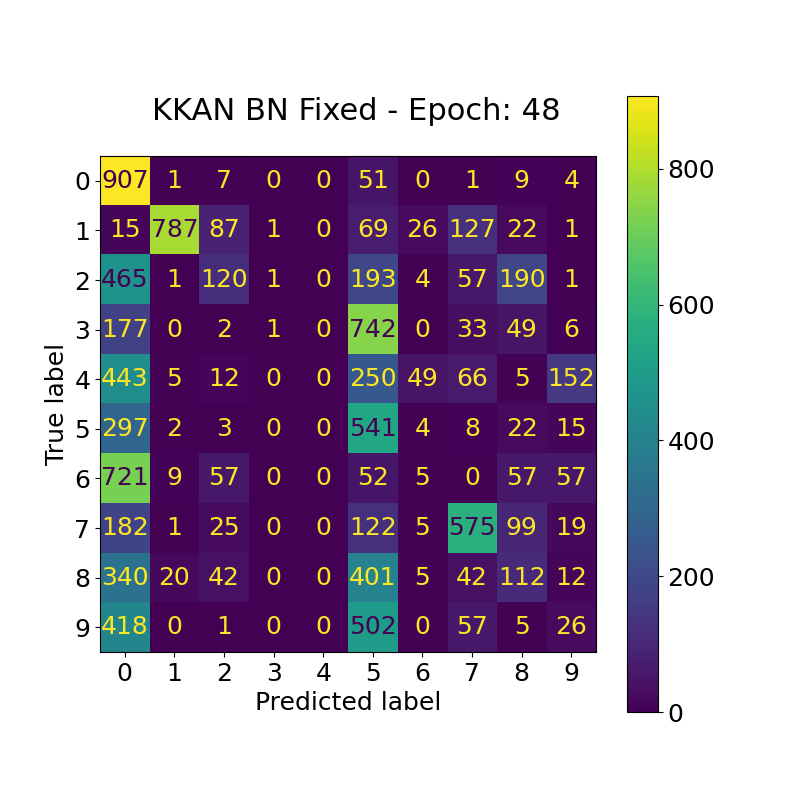 KKAN BN Fixed - Epoch: 48
0 907 1 7 0 0 51 0 1 9 4
1 15 787 87 1 0 69 26 127 22 1
2 465 1 120 1 0 193 4 57 190 1
3 177 0 2 1 0 742 0 33 49 6
4 443 5 12 0 0 250 49 66 5 152
5 297 2 3 0 0 541 4 8 22 15
6 721 9 57 0 0 52 5 0 57 57
7 182 1 25 0 0 122 5 575 99 19
8 340 20 42 0 0 401 5 42 112 12
9 418 0 1 0 0 502 0 57 5 26
0 1 2 3 4 5 6 7 8 9
Predicted label
True label
800
600
400
200
0